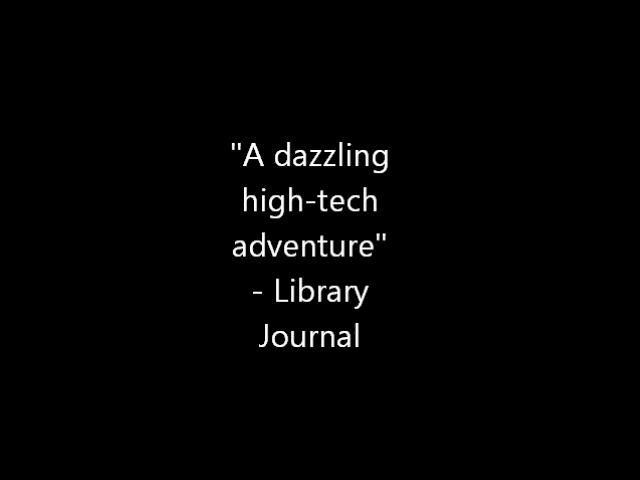 "A dazzling
high-tech
adventure"
- Library
Journal